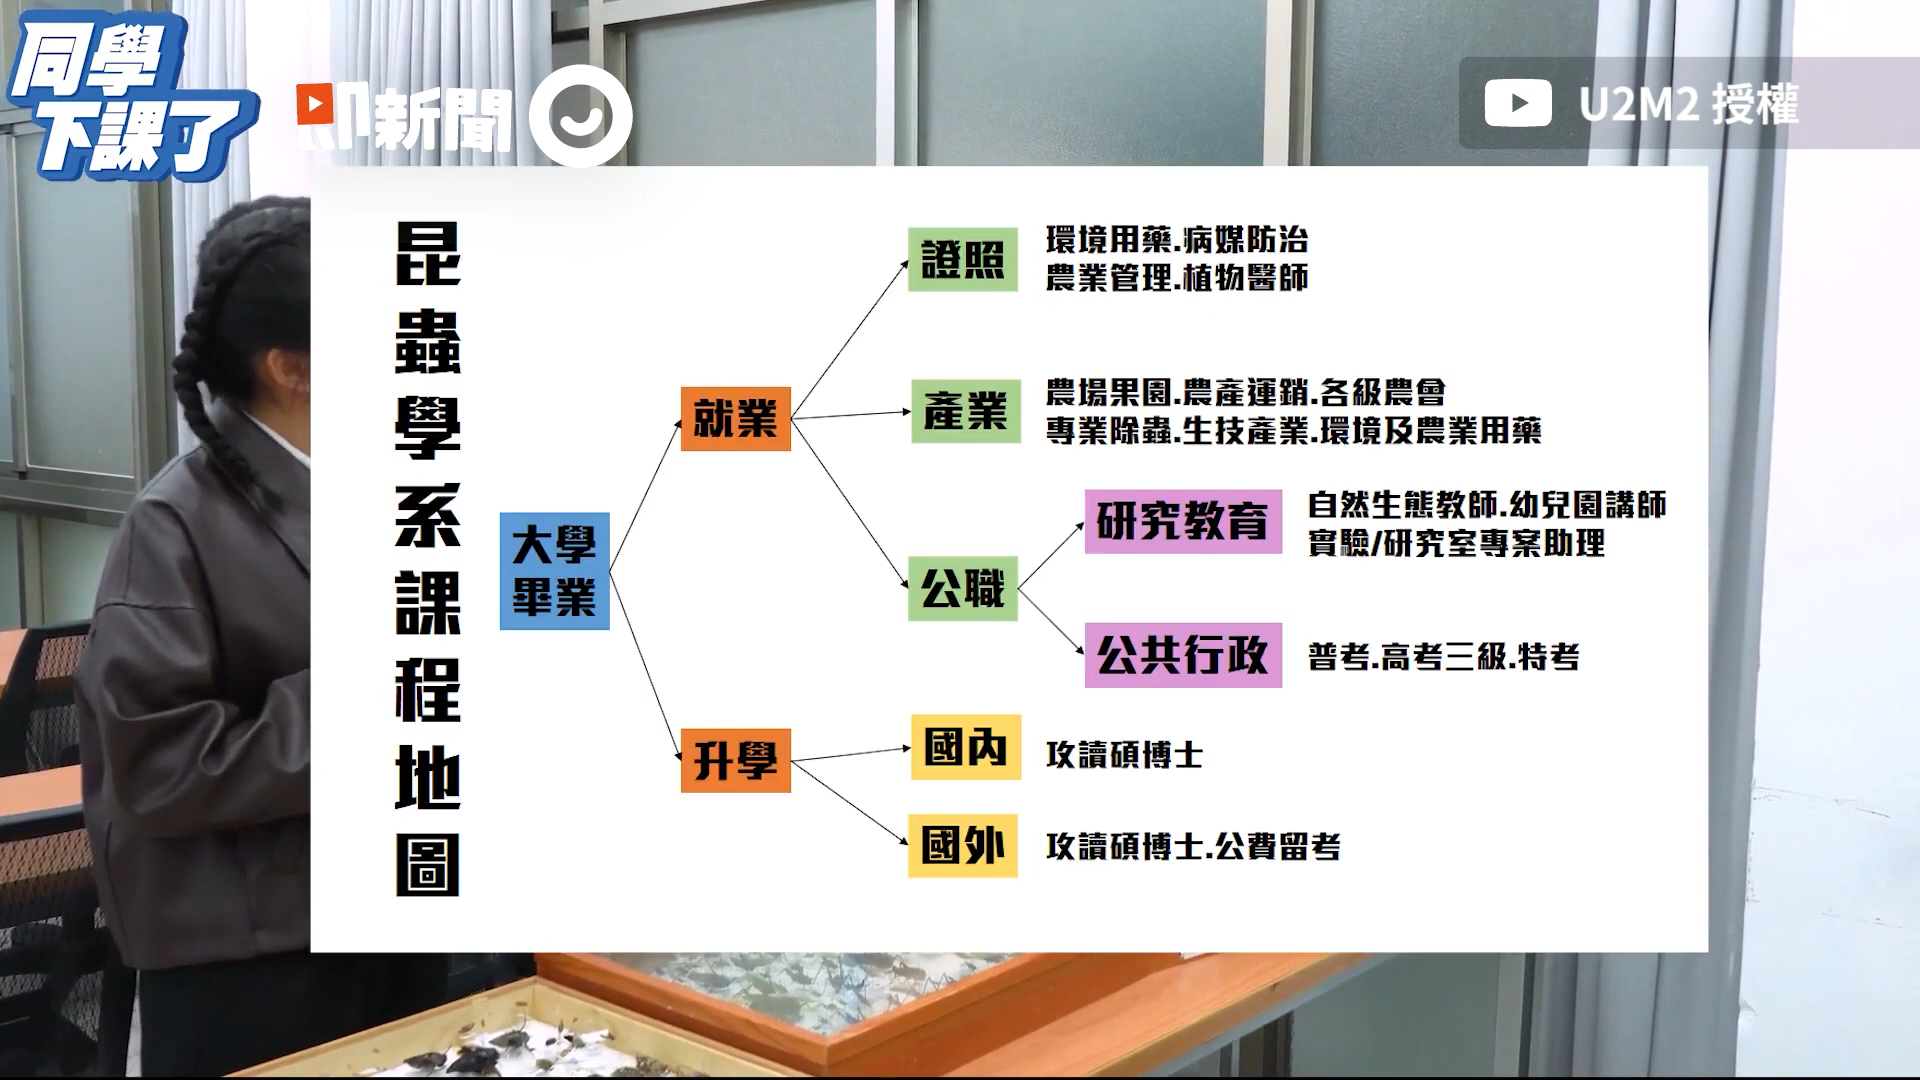 同學
下課了
即新聞
U2M2 授權
昆蟲學系課程地圖
大學
畢業
就業
證照
環境用藥.病媒防治
農業管理.植物醫師
產業
農場果園.農產運銷.各級農會
專業除蟲.生技產業.環境及農業用藥
公職
研究教育
自然生態教師.幼兒園講師
實驗/研究室專案助理
公共行政
普考.高考三級.特考
升學
國內
攻讀碩博士
國外
攻讀碩博士.公費留考